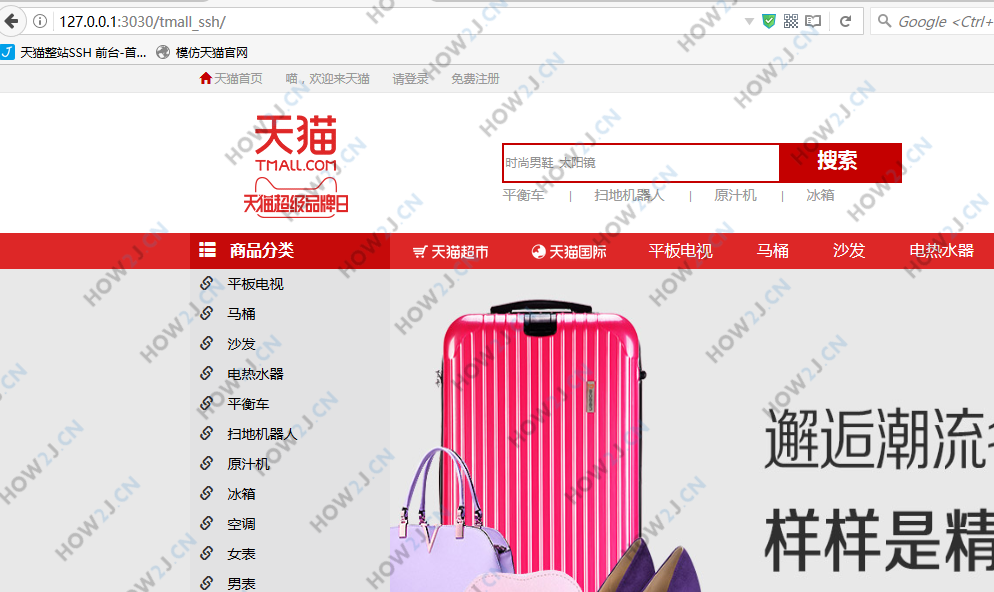 127.0.0.1:3030/tmall_ssh/
Google <Ctrl+
天猫整站SSH 前台-首... 模仿天猫官网
天猫首页 喵，欢迎来天猫 请登录 免费注册
天猫
TMALL.COM
天猫超级品牌日
时尚男鞋 太阳镜 搜索
平衡车 | 扫地机器人 | 原汁机 | 冰箱
商品分类 天猫超市 天猫国际 平板电视 马桶 沙发 电热水器
平板电视
马桶
沙发
电热水器
平衡车
扫地机器人
原汁机
冰箱
空调
女表
男表
邂逅潮流
样样是精
HOW2J.CN